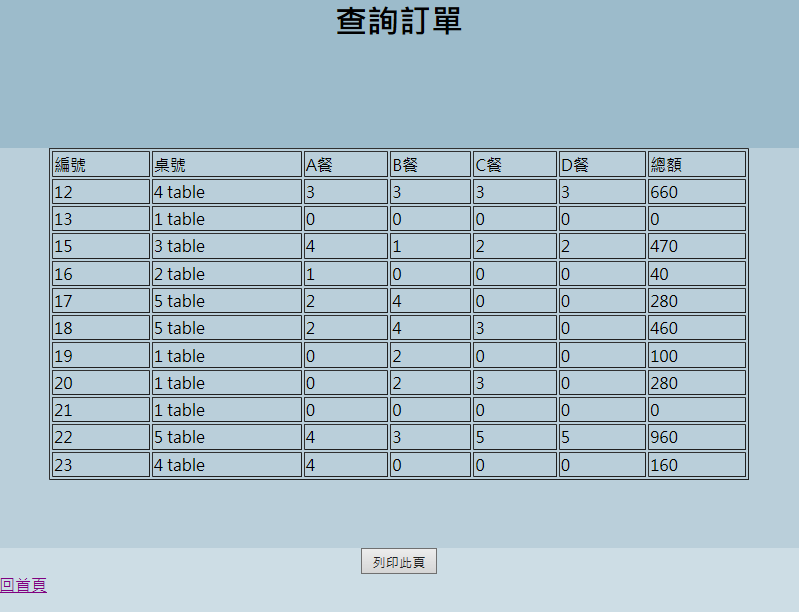 查詢訂單
編號 桌號 A餐 B餐 C餐 D餐 總額
12 4 table 3 3 3 3 660
13 1 table 0 0 0 0 0
15 3 table 4 1 2 2 470
16 2 table 1 0 0 0 40
17 5 table 2 4 0 0 280
18 5 table 2 4 3 0 460
19 1 table 0 2 0 0 100
20 1 table 0 2 3 0 280
21 1 table 0 0 0 0 0
22 5 table 4 3 5 5 960
23 4 table 4 0 0 0 160
列印此頁
回首頁